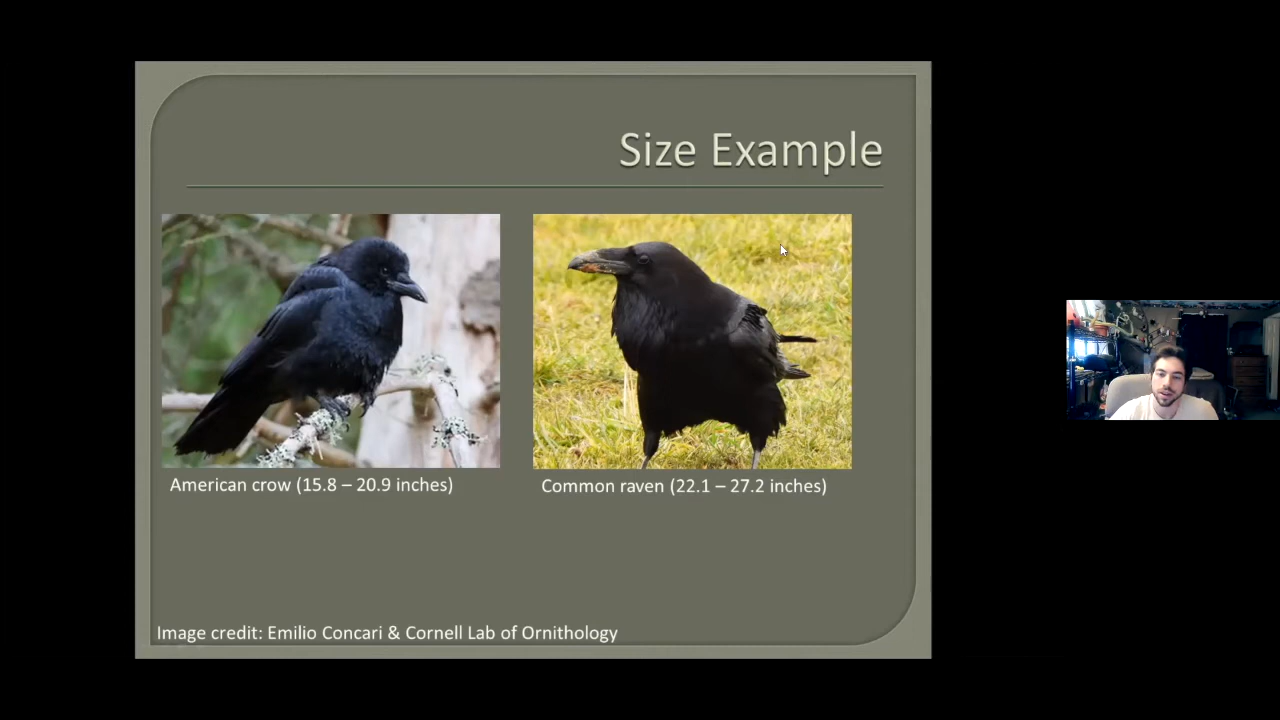 Size Example
American crow (15.8 – 20.9 inches)
Common raven (22.1 – 27.2 inches)
Image credit: Emilio Concari & Cornell Lab of Ornithology